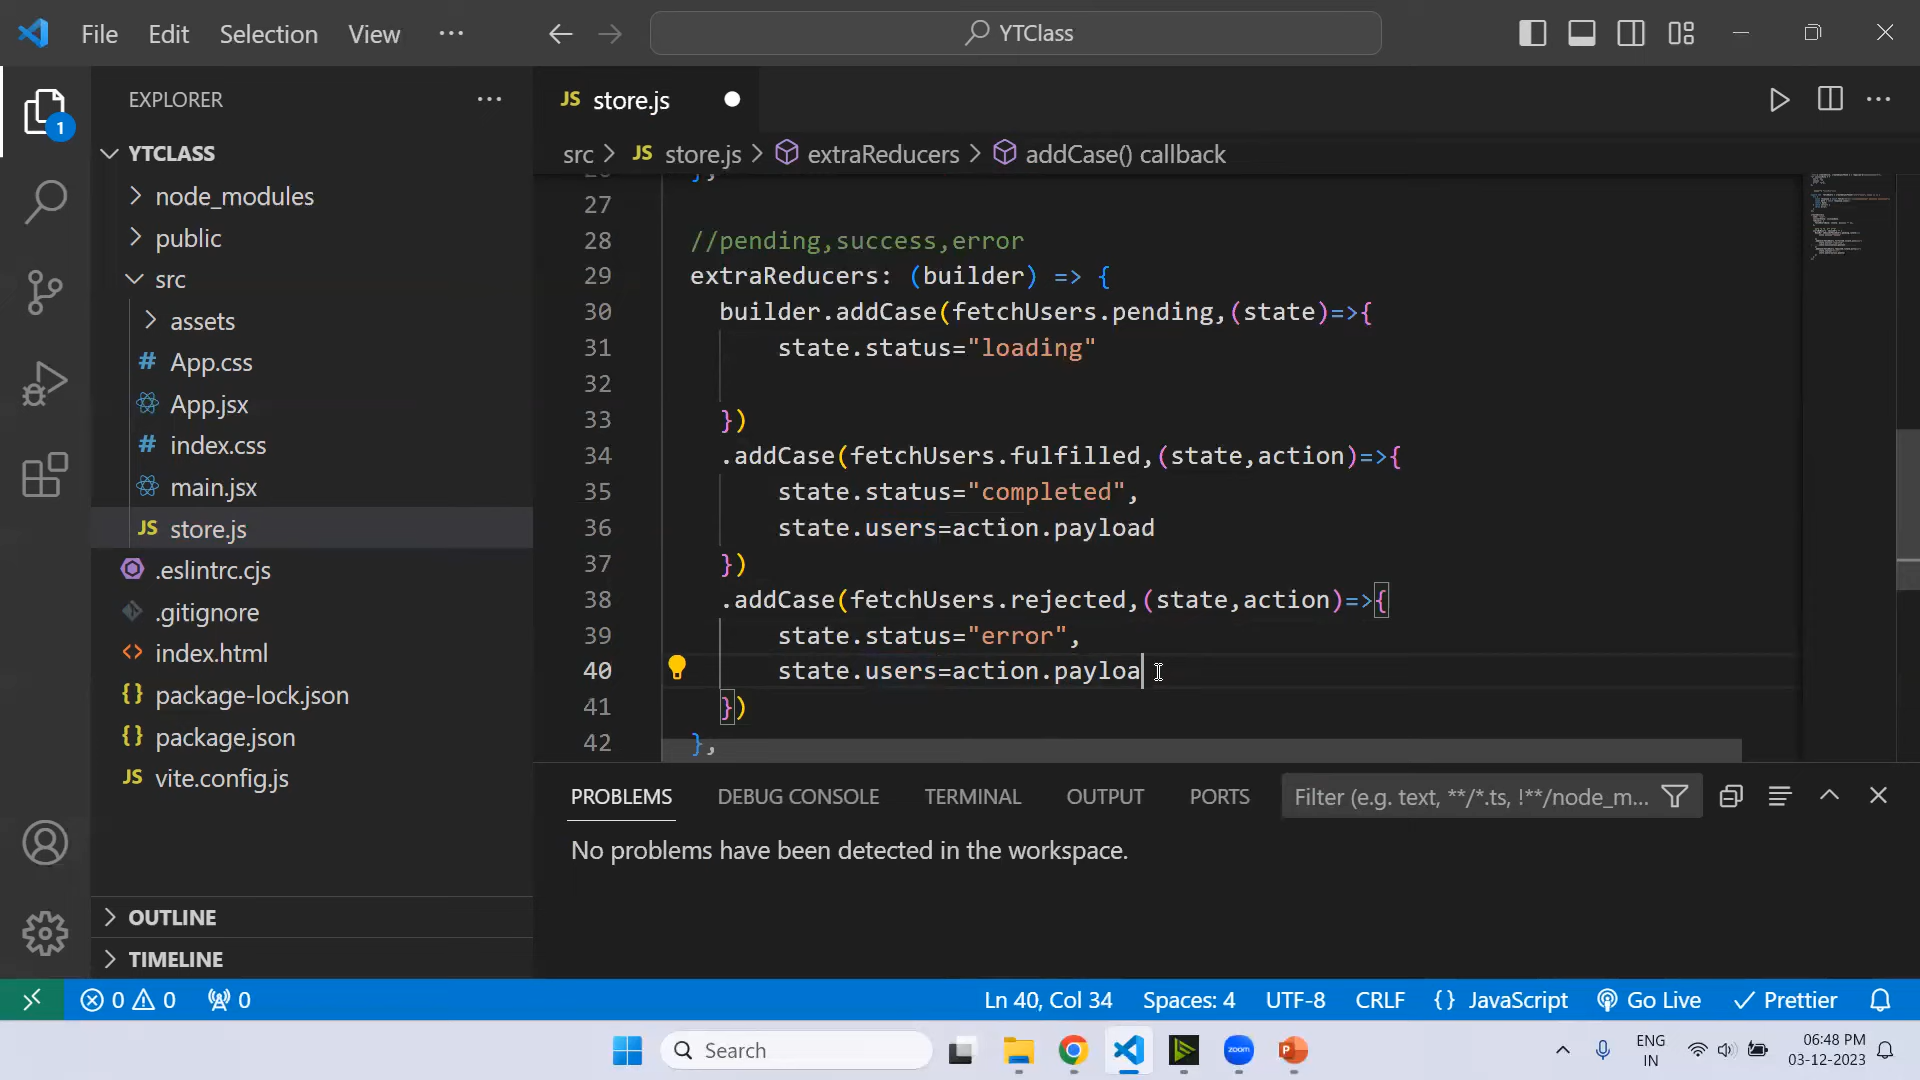 File Edit Selection View ···
YTClass
EXPLORER ···
YTCLASS
node_modules
public
src
assets
# App.css
App.jsx
# index.css
main.jsx
JS store.js
.eslintrc.cjs
.gitignore
<> index.html
{} package-lock.json
{} package.json
JS vite.config.js
OUTLINE
TIMELINE
1
JS store.js
src > JS store.js > extraReducers > addCase() callback
27
28 //pending,success,error
29 extraReducers: (builder) => {
30 builder.addCase(fetchUsers.pending,(state)=>{
31 state.status="loading"
32
33 })
34 .addCase(fetchUsers.fulfilled,(state,action)=>{
35 state.status="completed",
36 state.users=action.payload
37 })
38 .addCase(fetchUsers.rejected,(state,action)=>{
39 state.status="error",
40 state.users=action.payloa
41 })
42 },
PROBLEMS DEBUG CONSOLE TERMINAL OUTPUT PORTS Filter (e.g. text, **/*.ts, !**/node_m...
No problems have been detected in the workspace.
0 0 0 Ln 40, Col 34 Spaces: 4 UTF-8 CRLF {} JavaScript Go Live Prettier
Search
zoom
ENG
IN
06:48 PM
03-12-2023